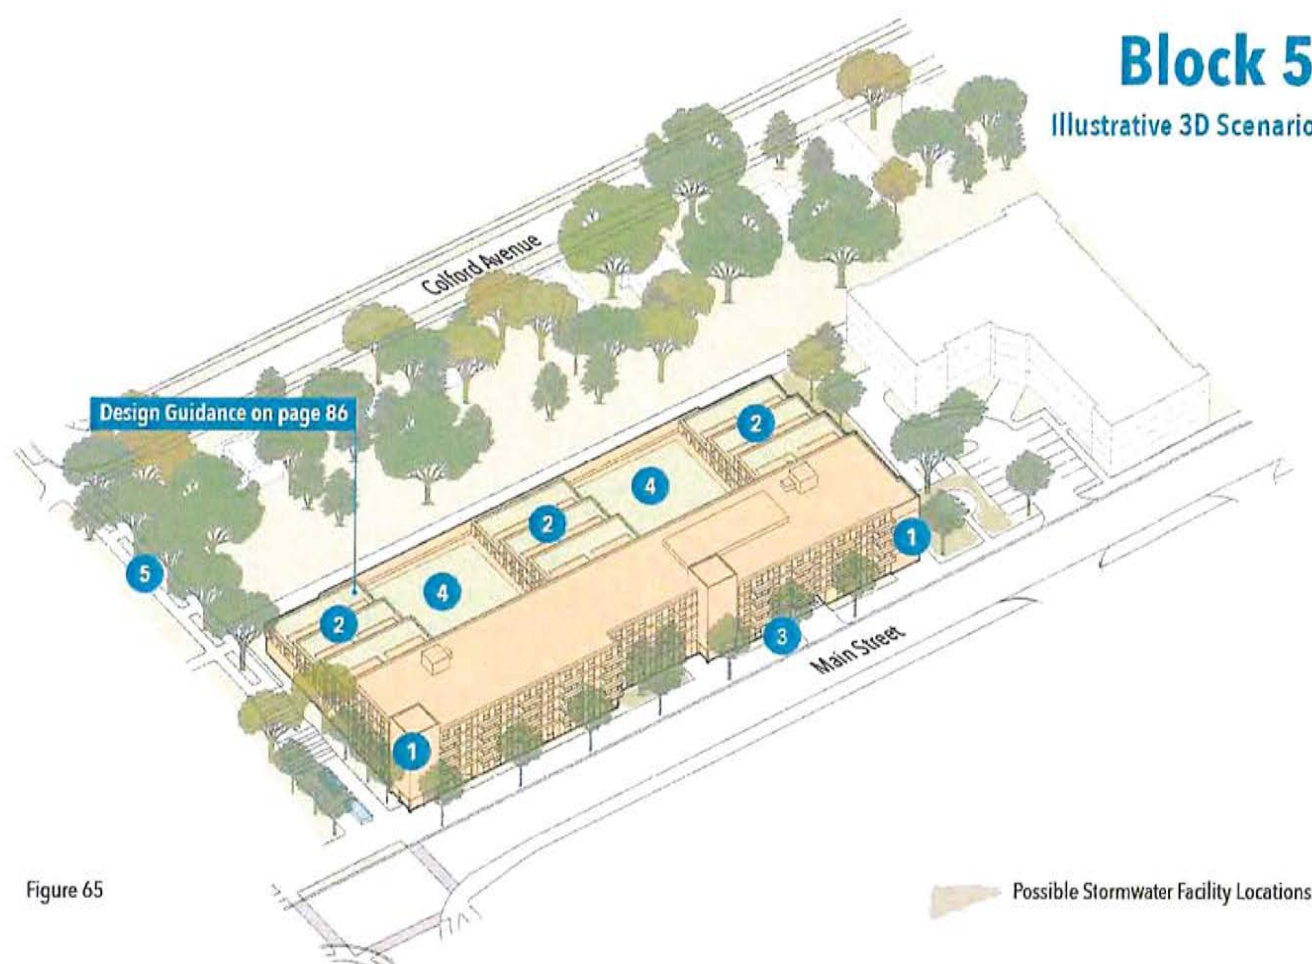 Block 5
Illustrative 3D Scenario
Colford Avenue
Design Guidance on page 86
2
4
2
1
5
4
2
3
Main Street
1
Figure 65
Possible Stormwater Facility Locations